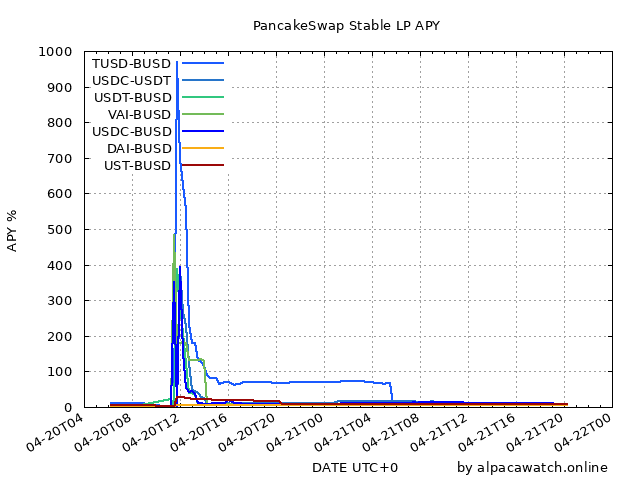 PancakeSwap Stable LP APY
1000
900
800
700
600
500
400
300
200
100
0
APY %
TUSD-BUSD
USDC-USDT
USDT-BUSD
VAI-BUSD
USDC-BUSD
DAI-BUSD
UST-BUSD
04-20T04
04-20T08
04-20T12
04-20T16
04-20T20
04-21T00
04-21T04
04-21T08
04-21T12
04-21T16
04-21T20
04-22T00
DATE UTC+0
by alpacawatch.online